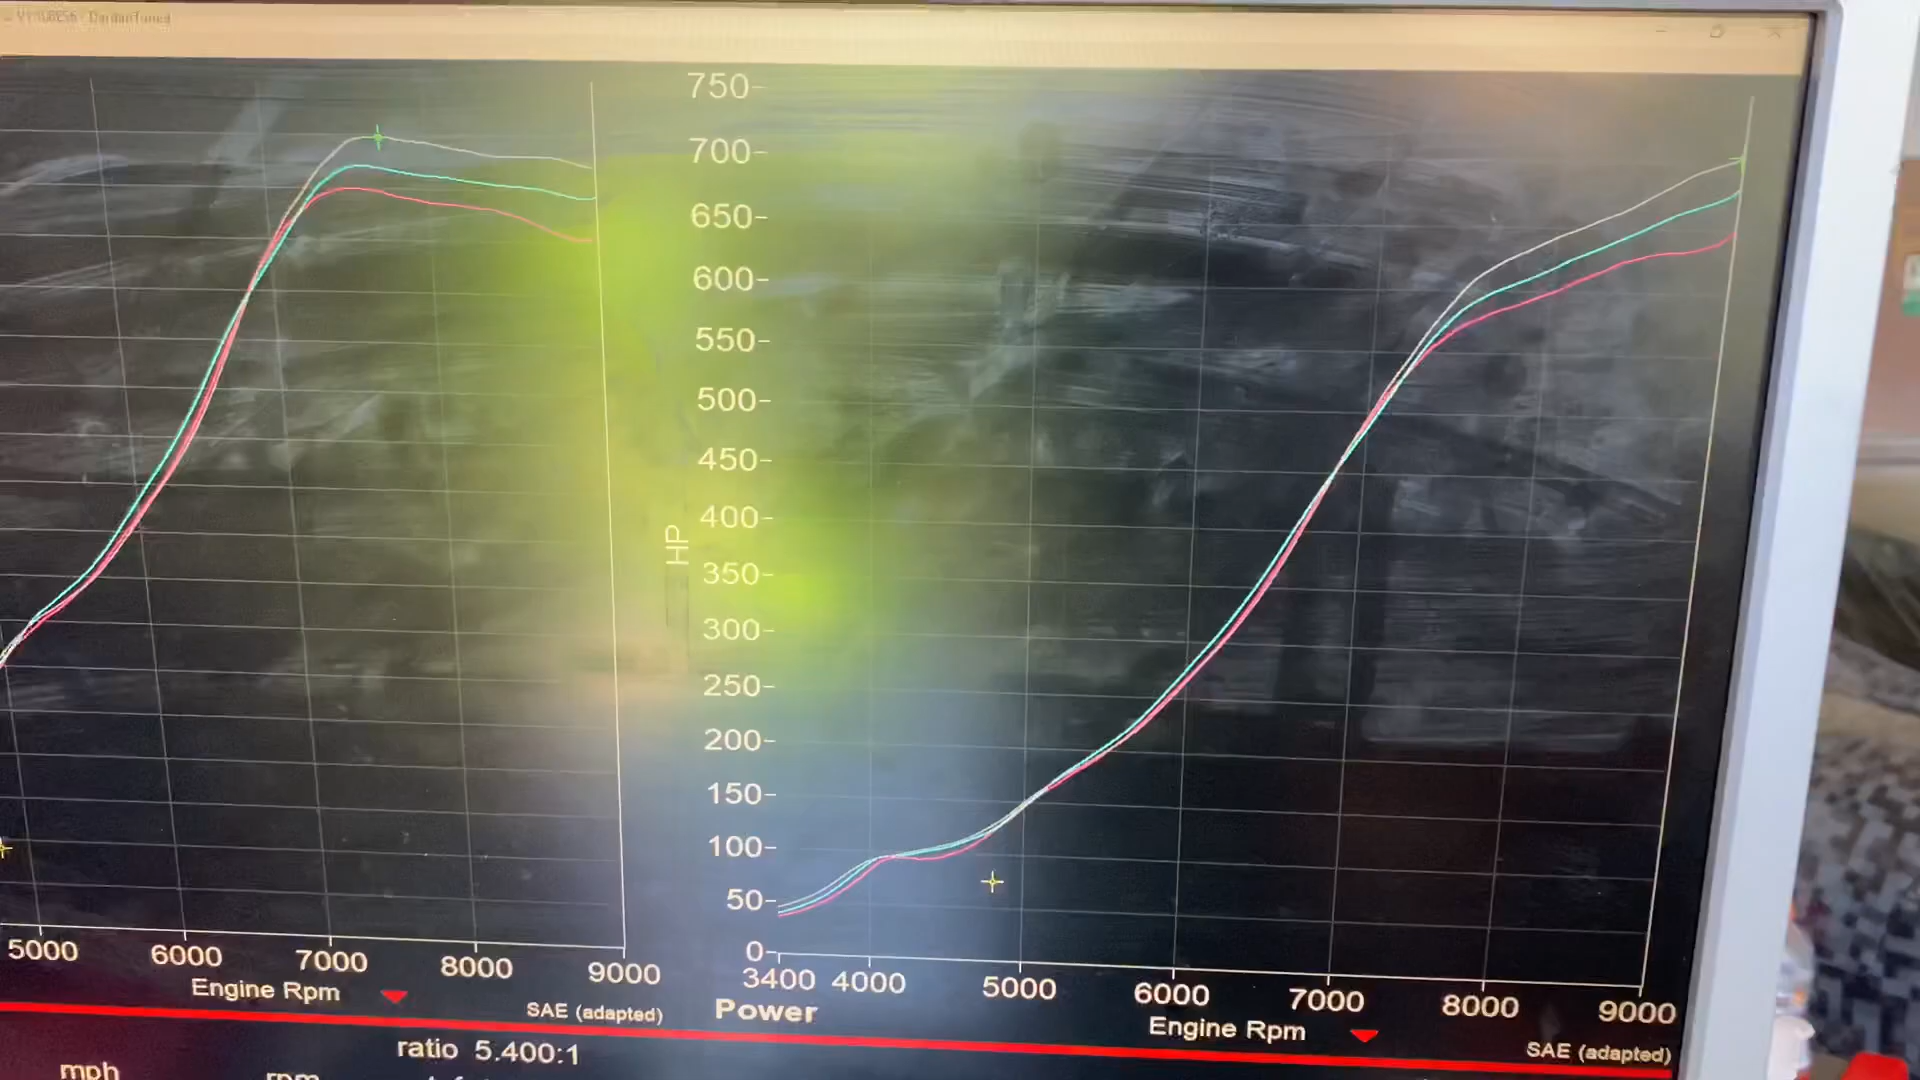 DardanTuned
750-
700-
650-
600-
550-
500-
450-
400-
350-
300-
250-
200-
150-
100-
50-
0-
HP
5000 6000 7000 8000 9000
Engine Rpm
SAE (adapted)
3400 4000 5000 6000 7000 8000 9000
Power
Engine Rpm
SAE (adapted)
ratio 5.400:1
mph
rpm